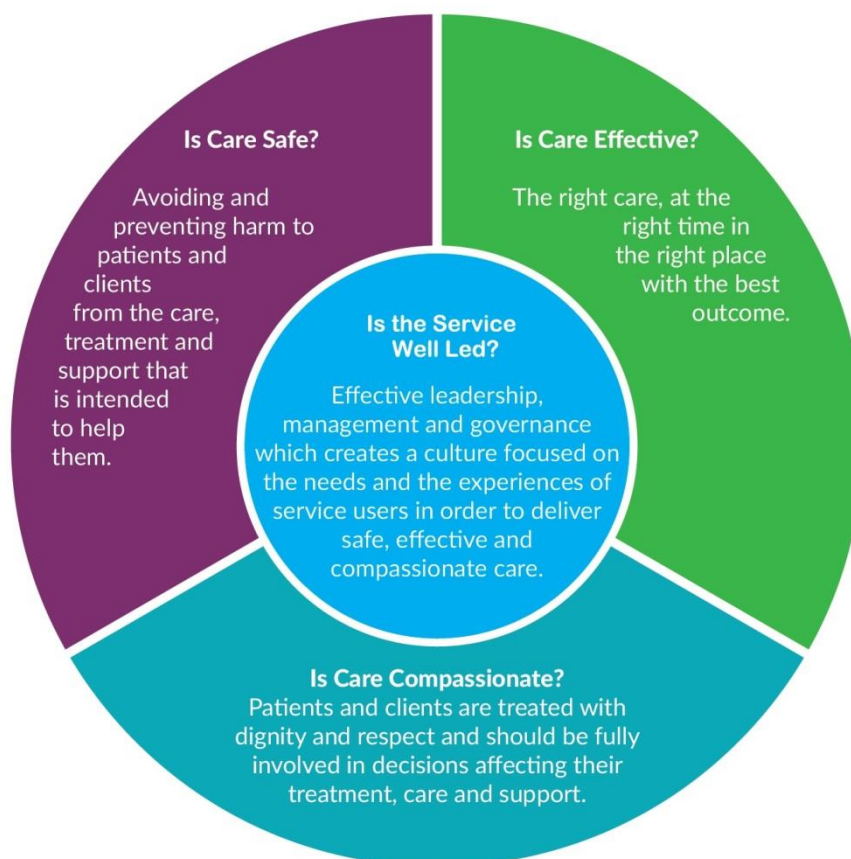 Is Care Safe?
Avoiding and
preventing harm to
patients and
clients
from the care,
treatment and
support that
is intended
to help
them.
Is Care Effective?
The right care, at the
right time in
the right place
with the best
outcome.
Is the Service
Well Led?
Effective leadership,
management and governance
which creates a culture focused on
the needs and the experiences of
service users in order to deliver
safe, effective and
compassionate care.
Is Care Compassionate?
Patients and clients are treated with
dignity and respect and should be fully
involved in decisions affecting their
treatment, care and support.